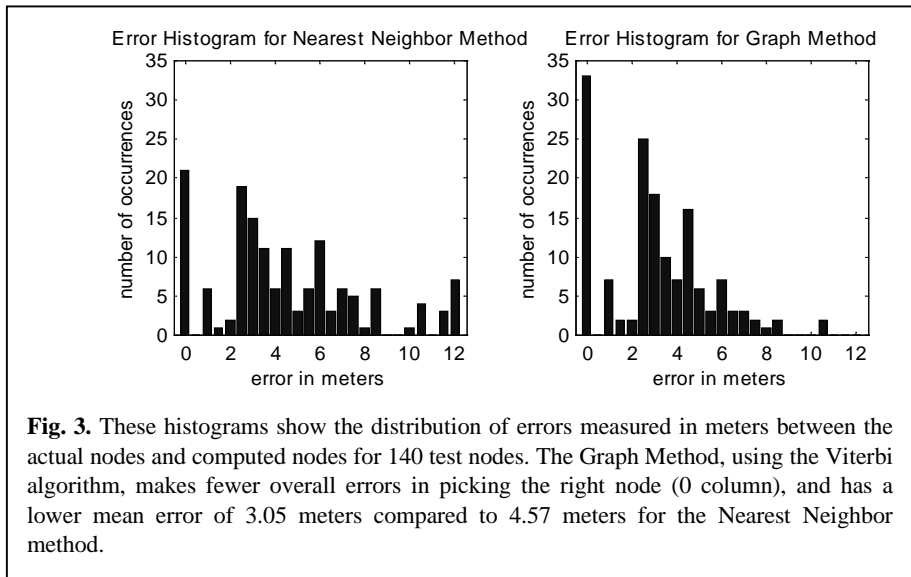 Error Histogram for Nearest Neighbor Method
35
30
25
20
15
10
5
0
number of occurrences
0 2 4 6 8 10 12
error in meters
Error Histogram for Graph Method
35
30
25
20
15
10
5
0
number of occurrences
0 2 4 6 8 10 12
error in meters
Fig. 3. These histograms show the distribution of errors measured in meters between the
actual nodes and computed nodes for 140 test nodes. The Graph Method, using the Viterbi
algorithm, makes fewer overall errors in picking the right node (0 column), and has a
lower mean error of 3.05 meters compared to 4.57 meters for the Nearest Neighbor
method.